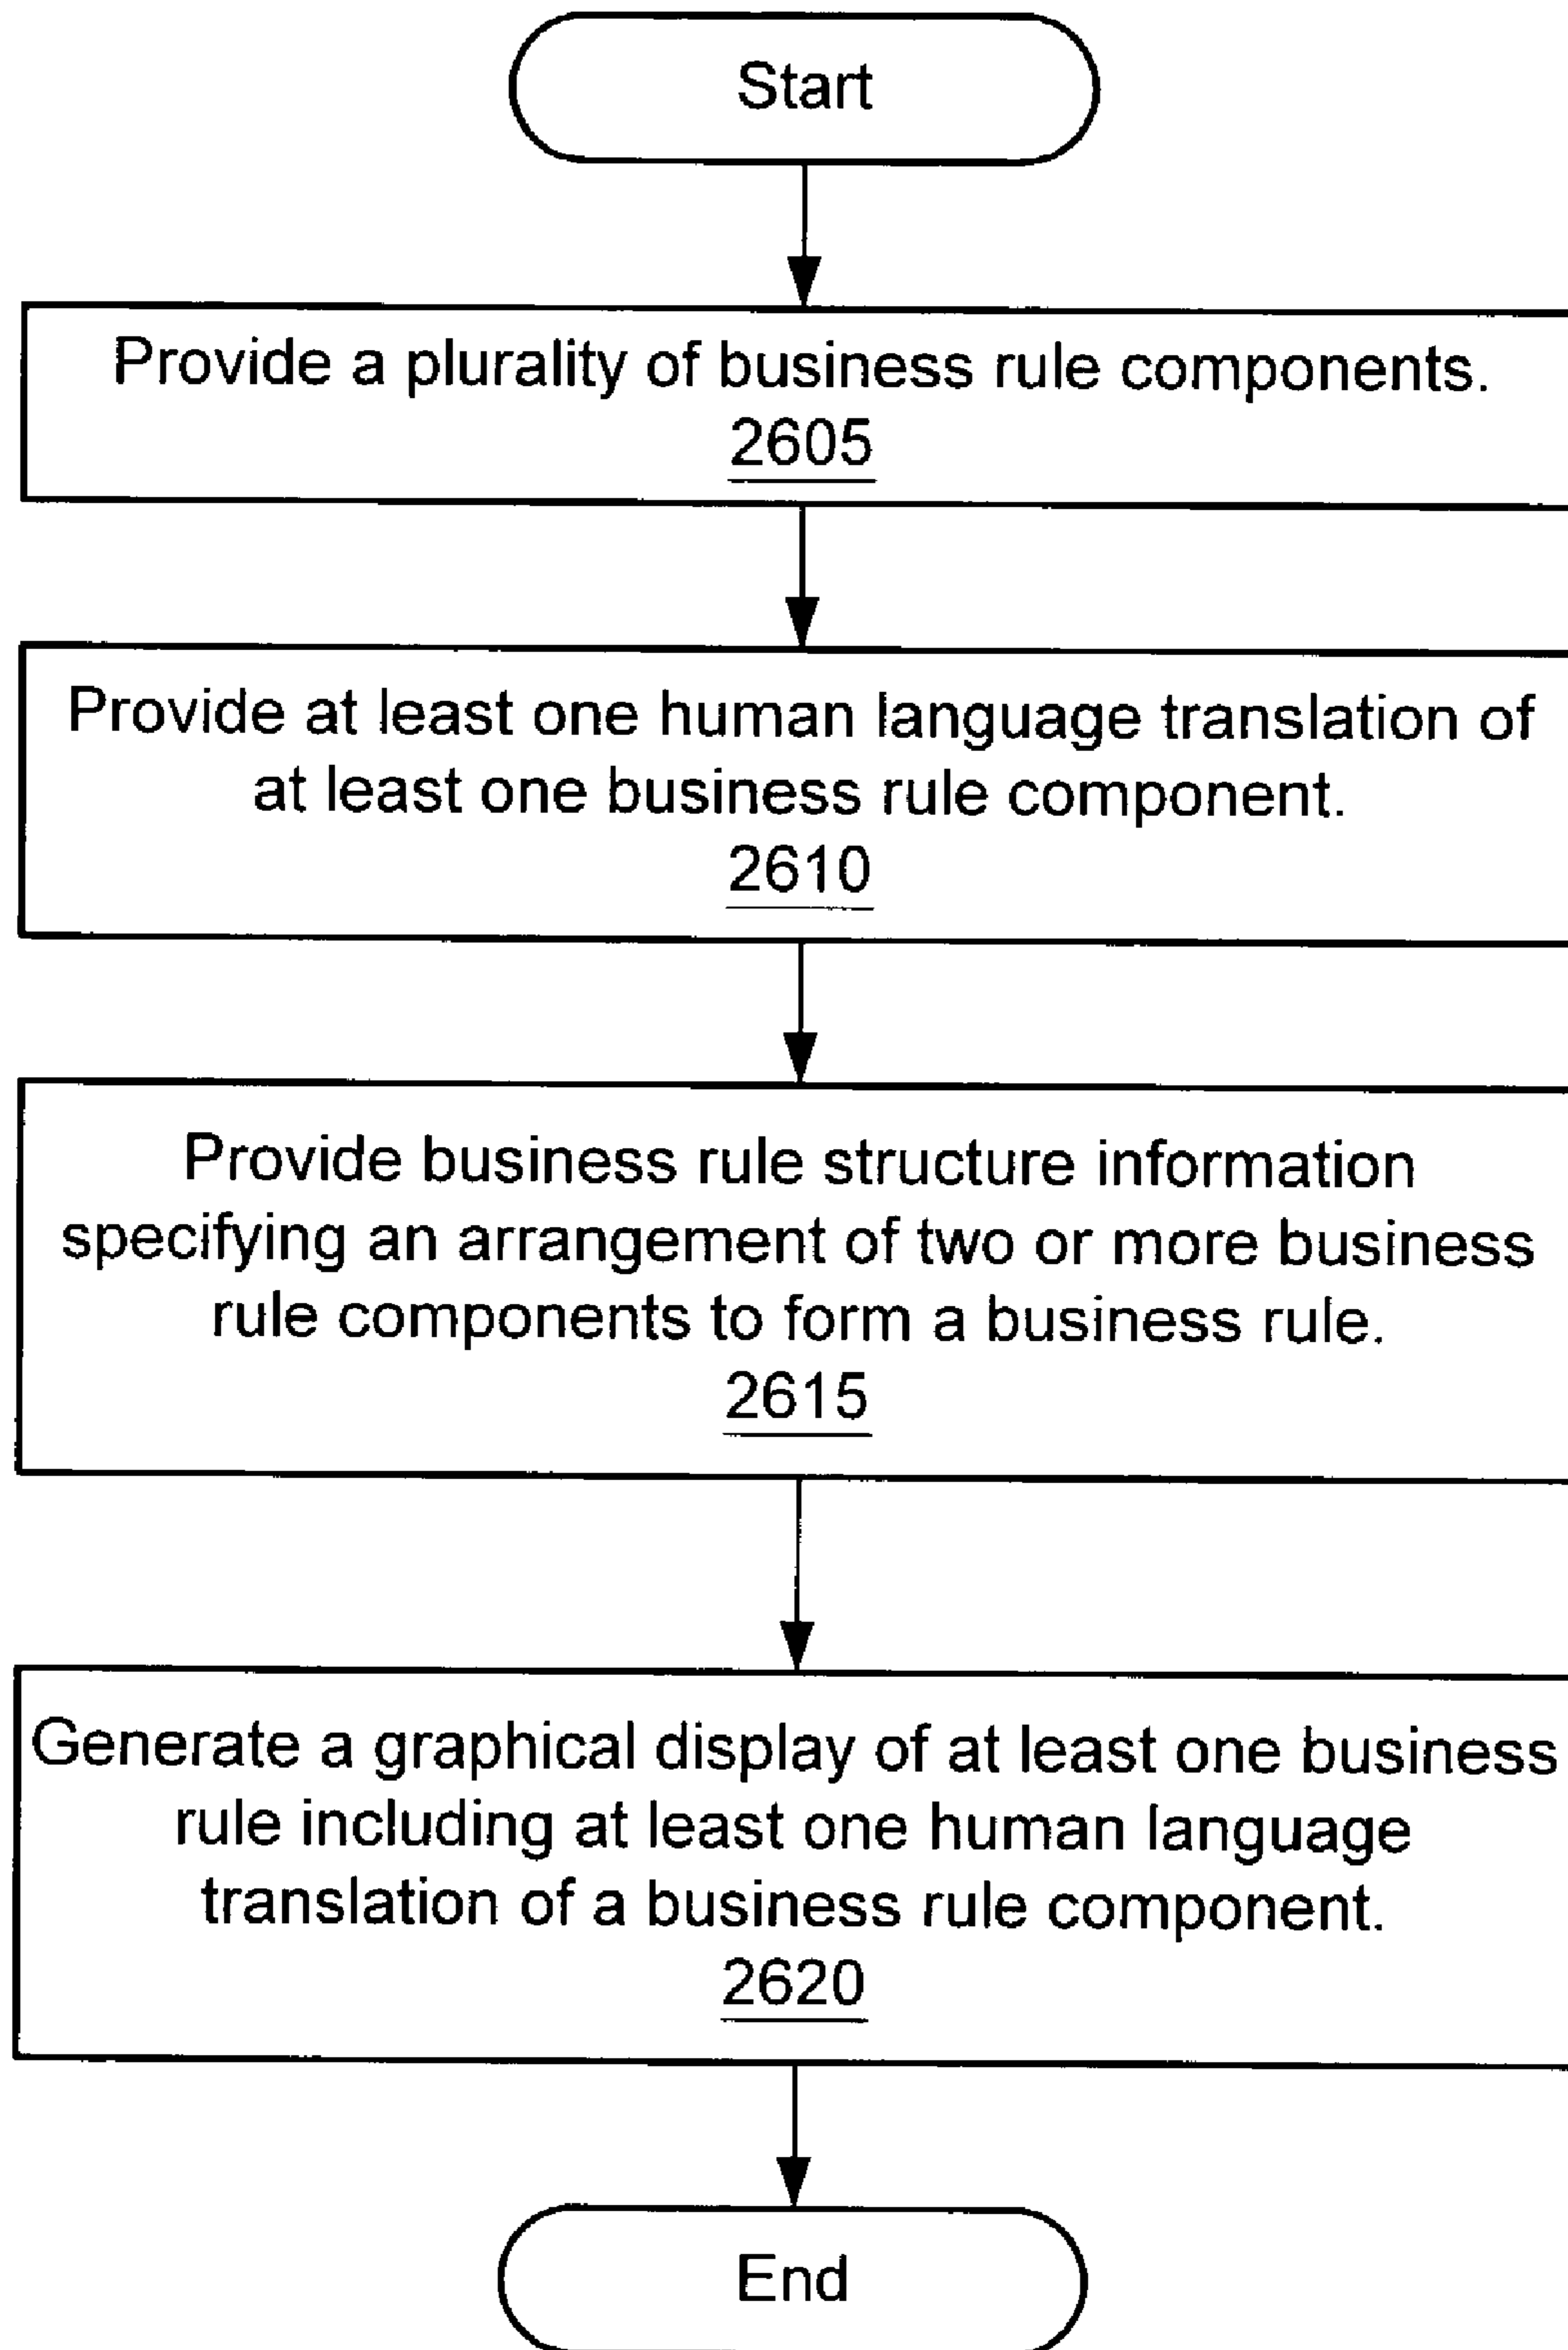 Start
Provide a plurality of business rule components.
2605
Provide at least one human language translation of
at least one business rule component.
2610
Provide business rule structure information
specifying an arrangement of two or more business
rule components to form a business rule.
2615
Generate a graphical display of at least one business
rule including at least one human language
translation of a business rule component.
2620
End